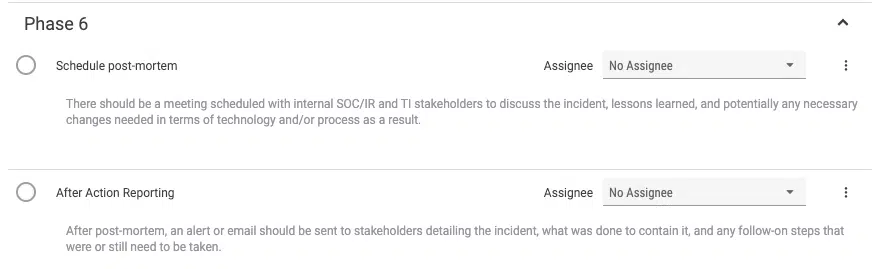 Phase 6
Schedule post-mortem Assignee No Assignee
There should be a meeting scheduled with internal SOC/IR and TI stakeholders to discuss the incident, lessons learned, and potentially any necessary
changes needed in terms of technology and/or process as a result.
After Action Reporting Assignee No Assignee
After post-mortem, an alert or email should be sent to stakeholders detailing the incident, what was done to contain it, and any follow-on steps that
were or still need to be taken.